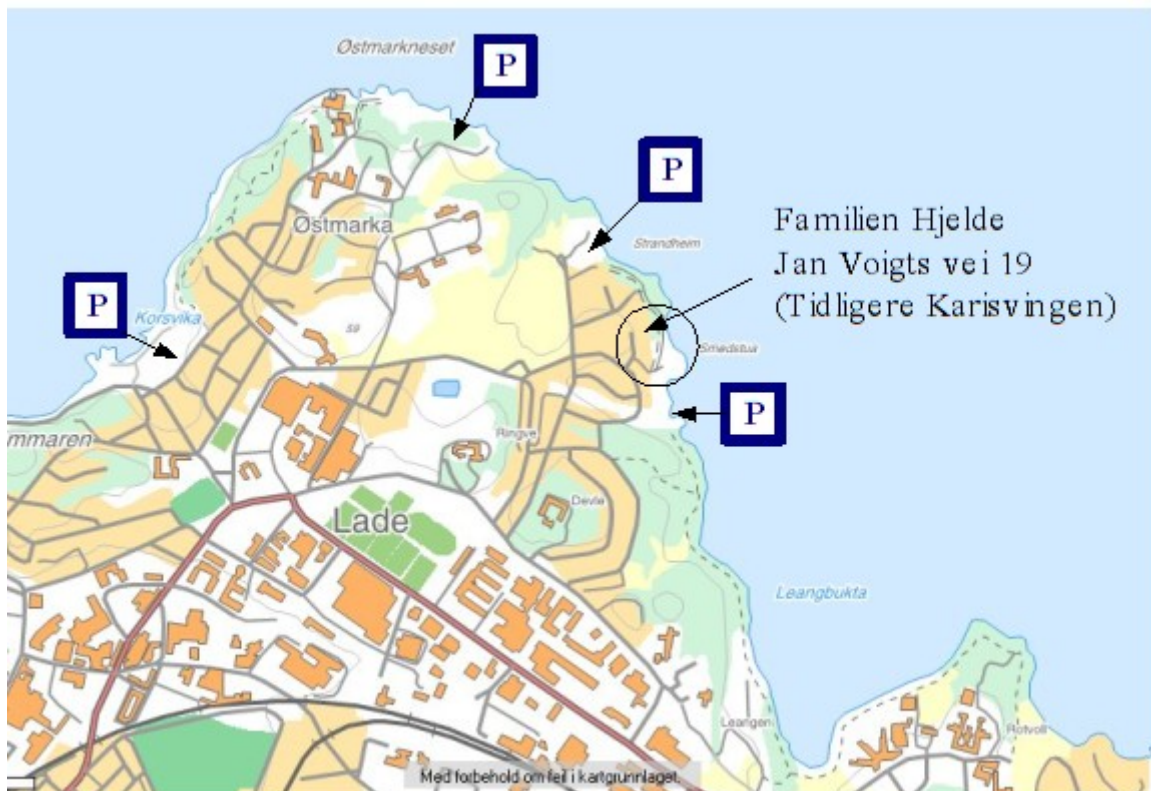 Østmarkneset
P
P
Østmarka
Familien Hjelde
Jan Voigts vei 19
(Tidligere Karisvingen)
Strandheim
P
Korsvika
59
Smedstua
P
Ringve
mmaren
Devle
Lade
Leangbukta
Leangen
Rotvoll
Med forbehold om feil i kartgrunnlaget.